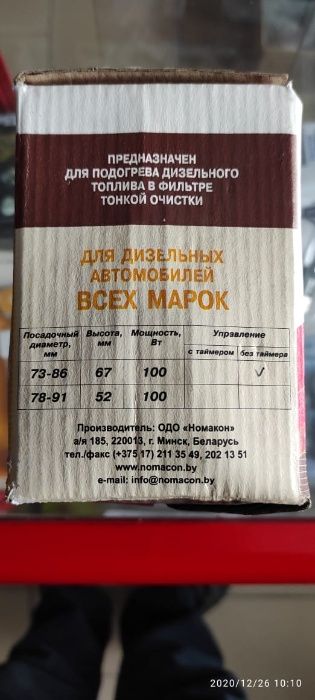 ПРЕДНАЗНАЧЕН
ДЛЯ ПОДОГРЕВА ДИЗЕЛЬНОГО
ТОПЛИВА В ФИЛЬТРЕ
ТОНКОЙ ОЧИСТКИ
ДЛЯ ДИЗЕЛЬНЫХ
АВТОМОБИЛЕЙ
ВСЕХ МАРОК
Посадочный диаметр, мм Высота, мм Мощность, Вт Управление
с таймером без таймера
73-86 67 100 ✓
78-91 52 100
Производитель: ОДО «Номакон»
а/я 185, 220013, г. Минск, Беларусь
тел./факс (+375 17) 211 35 49, 202 13 51
www.nomacon.by
e-mail: info@nomacon.by
2020/12/26 10:10